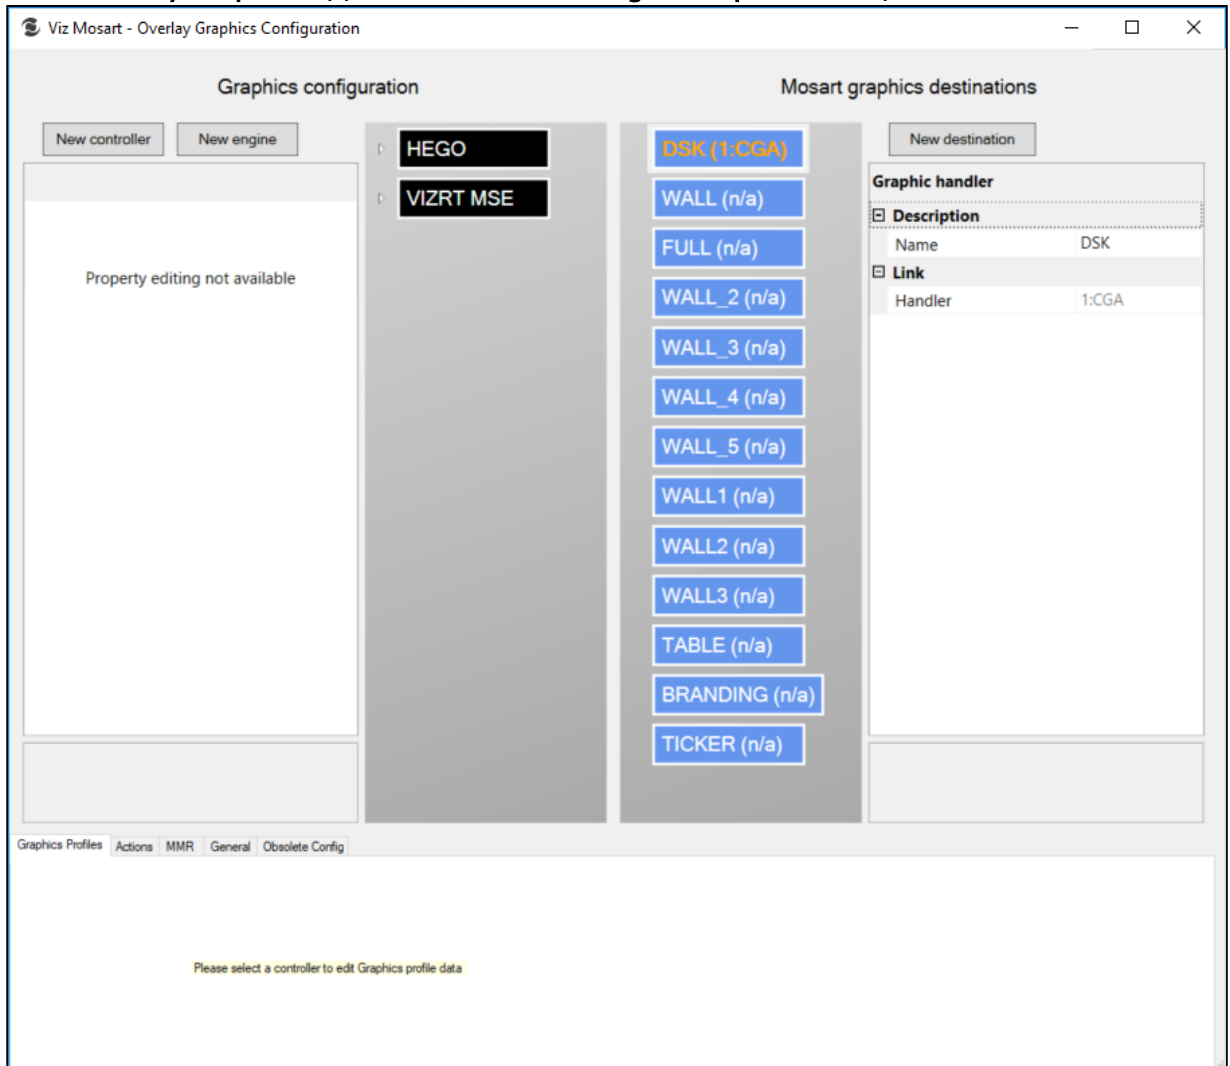 Viz Mosart - Overlay Graphics Configuration
Graphics configuration
Mosart graphics destinations
New controller
New engine
Property editing not available
HEGO
VIZRT MSE
DSK (1:CGA)
WALL (n/a)
FULL (n/a)
WALL_2 (n/a)
WALL_3 (n/a)
WALL_4 (n/a)
WALL_5 (n/a)
WALL1 (n/a)
WALL2 (n/a)
WALL3 (n/a)
TABLE (n/a)
BRANDING (n/a)
TICKER (n/a)
New destination
Graphic handler
Description
Name DSK
Link
Handler 1:CGA
Graphics Profiles Actions MMR General Obsolete Config
Please select a controller to edit Graphics profile data